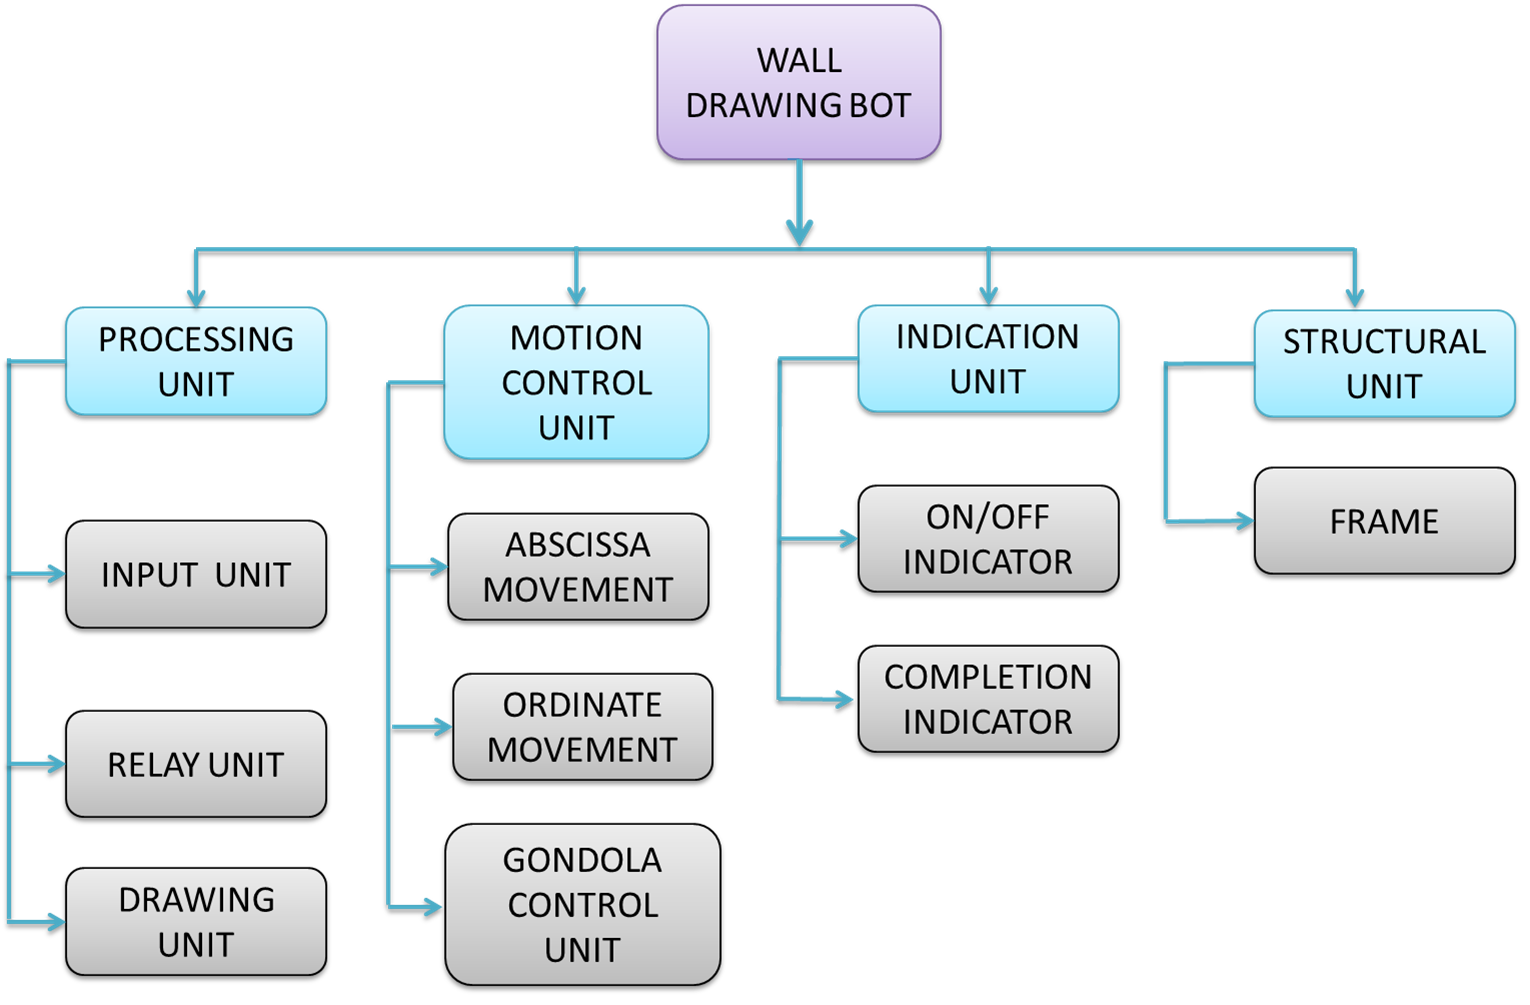 WALL
DRAWING BOT
PROCESSING
UNIT
INPUT UNIT
RELAY UNIT
DRAWING
UNIT
MOTION
CONTROL
UNIT
ABSCISSA
MOVEMENT
ORDINATE
MOVEMENT
GONDOLA
CONTROL
UNIT
INDICATION
UNIT
ON/OFF
INDICATOR
COMPLETION
INDICATOR
STRUCTURAL
UNIT
FRAME